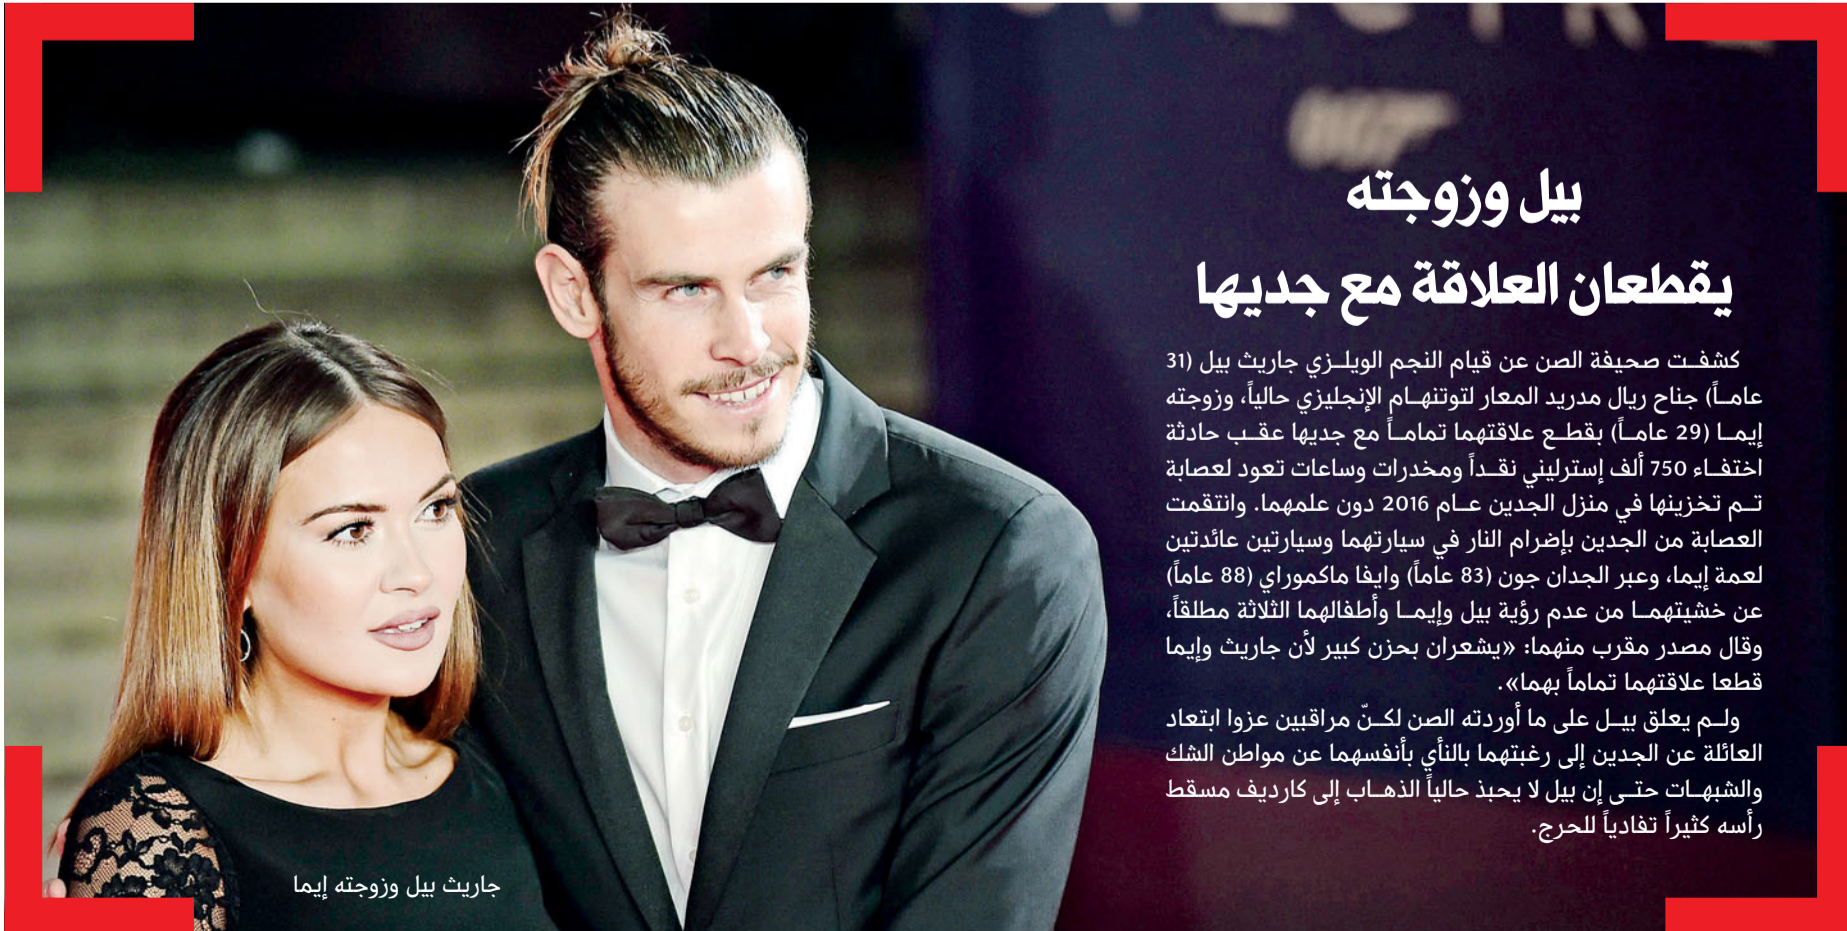 007
بيل وزوجته
يقطعان العلاقة مع جديها
كشفت صحيفة الصن عن قيام النجم الويلزي جاريث بيل (31
عاماً) جناح ريال مدريد المعار لتوتنهام الإنجليزي حالياً، وزوجته
إيما (29 عاماً) بقطع علاقتهما تماماً مع جديها عقب حادثة
اختفاء 750 ألف إسترليني نقداً ومخدرات وساعات تعود لعصابة
تم تخزينها في منزل الجدين عام 2016 دون علمهما. وانتقمت
العصابة من الجدين بإضرام النار في سيارتهما وسيارتين عائدتين
لعمة إيما، وعبر الجدان جون (83 عاماً) وايفا ماكموراي (88 عاماً)
عن خشيتهما من عدم رؤية بيل وإيما وأطفالهما الثلاثة مطلقاً،
وقال مصدر مقرب منهما: «يشعران بحزن كبير لأن جاريث وإيما
قطعا علاقتهما تماماً بهما».
ولم يعلق بيل على ما أوردته الصن لكنّ مراقبين عزوا ابتعاد
العائلة عن الجدين إلى رغبتهما بالنأي بأنفسهما عن مواطن الشك
والشبهات حتى إن بيل لا يحبذ حالياً الذهاب إلى كارديف مسقط
رأسه كثيراً تفادياً للحرج.
جاريث بيل وزوجته إيما